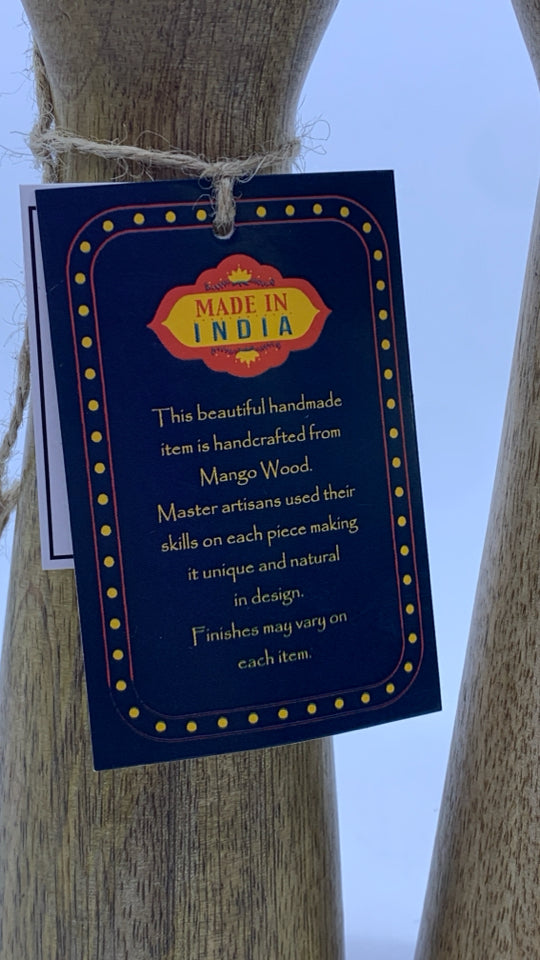 MADE IN
INDIA
This beautiful handmade
item is handcrafted from
Mango Wood.
Master artisans used their
skills on each piece making
it unique and natural
in design.
Finishes may vary on
each item.